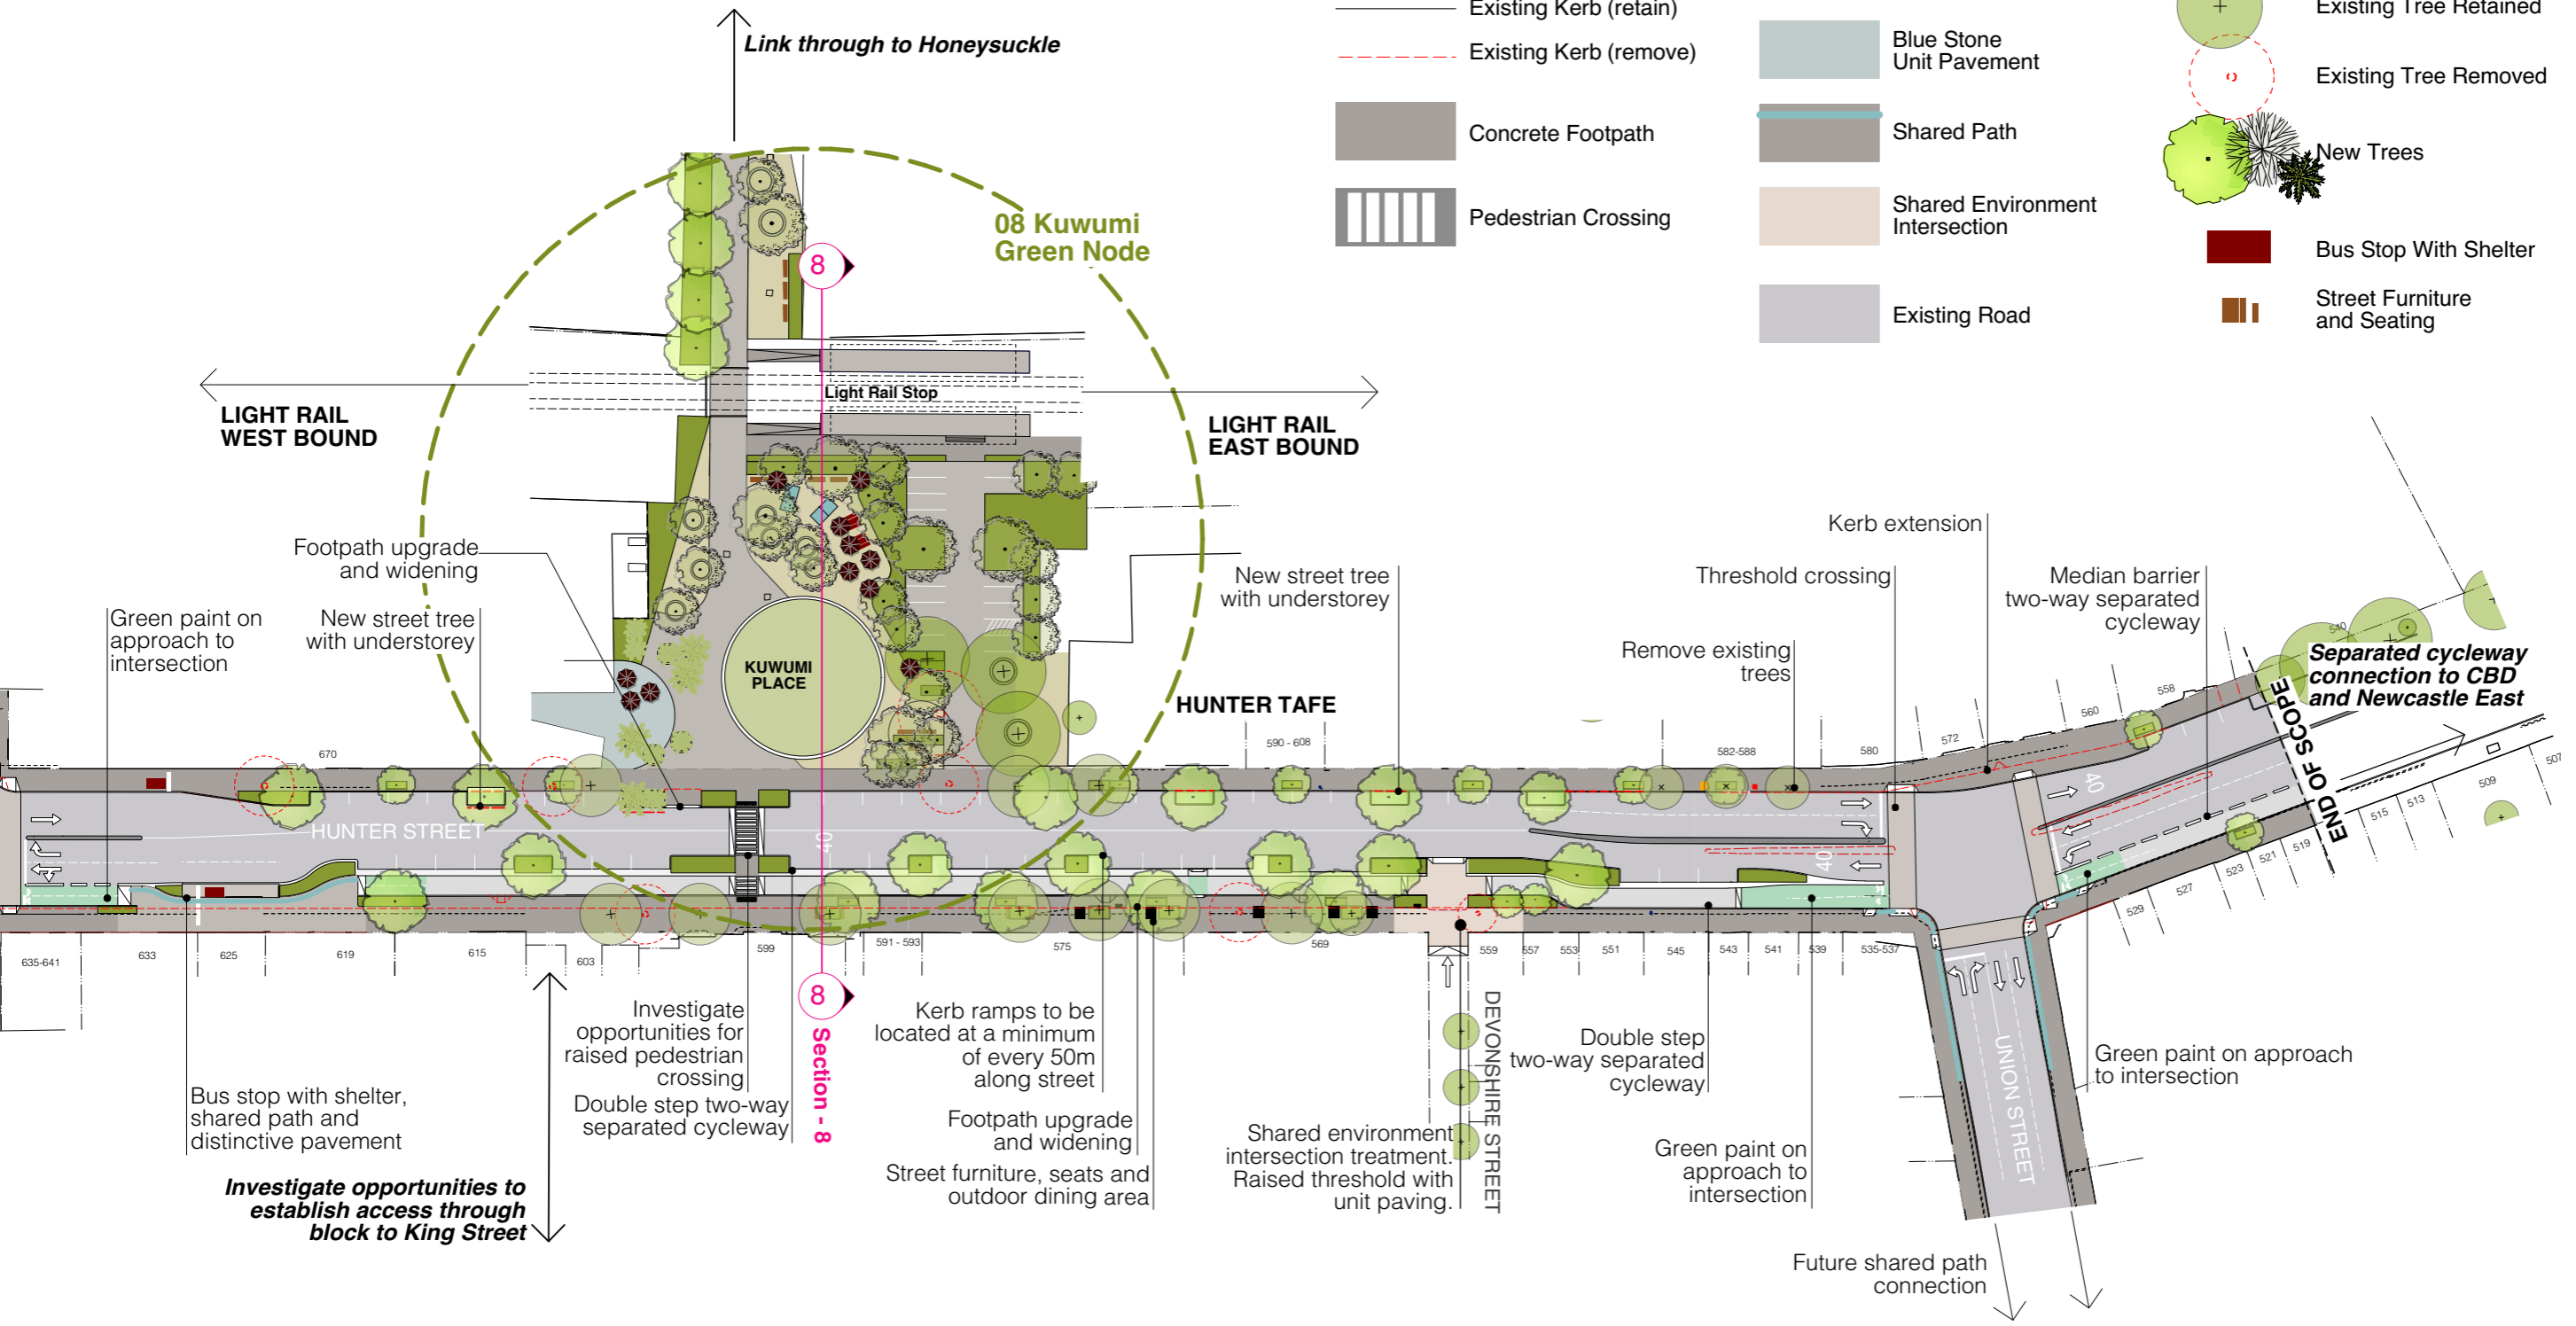 Existing Kerb (retain)
Existing Kerb (remove)
Concrete Footpath
Pedestrian Crossing
Blue Stone
Unit Pavement
Shared Path
Shared Environment
Intersection
Existing Road
Existing Tree Retained
Existing Tree Removed
New Trees
Bus Stop With Shelter
Street Furniture
and Seating
Link through to Honeysuckle
08 Kuwumi
Green Node
8
Light Rail Stop
LIGHT RAIL
WEST BOUND
LIGHT RAIL
EAST BOUND
Footpath upgrade
and widening
Green paint on
approach to
intersection
New street tree
with understorey
KUWUMI
PLACE
New street tree
with understorey
HUNTER TAFE
Kerb extension
Threshold crossing
Remove existing
trees
Median barrier
two-way separated
cycleway
Separated cycleway
connection to CBD
and Newcastle East
END OF SCOPE
540
558
560
572
580
582-588
590 - 608
670
HUNTER STREET
40
40
40
507
509
513
515
519
521
523
527
529
635-641
633
625
619
615
603
599
591 - 593
575
569
559
557
553
551
545
543
541
539
535-537
8
Section - 8
Bus stop with shelter,
shared path and
distinctive pavement
Investigate opportunities to
establish access through
block to King Street
Investigate
opportunities for
raised pedestrian
crossing
Double step two-way
separated cycleway
Kerb ramps to be
located at a minimum
of every 50m
along street
Footpath upgrade
and widening
Street furniture, seats and
outdoor dining area
Shared environment
intersection treatment.
Raised threshold with
unit paving.
DEVONSHIRE STREET
Double step
two-way separated
cycleway
Green paint on
approach to
intersection
UNION STREET
Green paint on approach
to intersection
Future shared path
connection